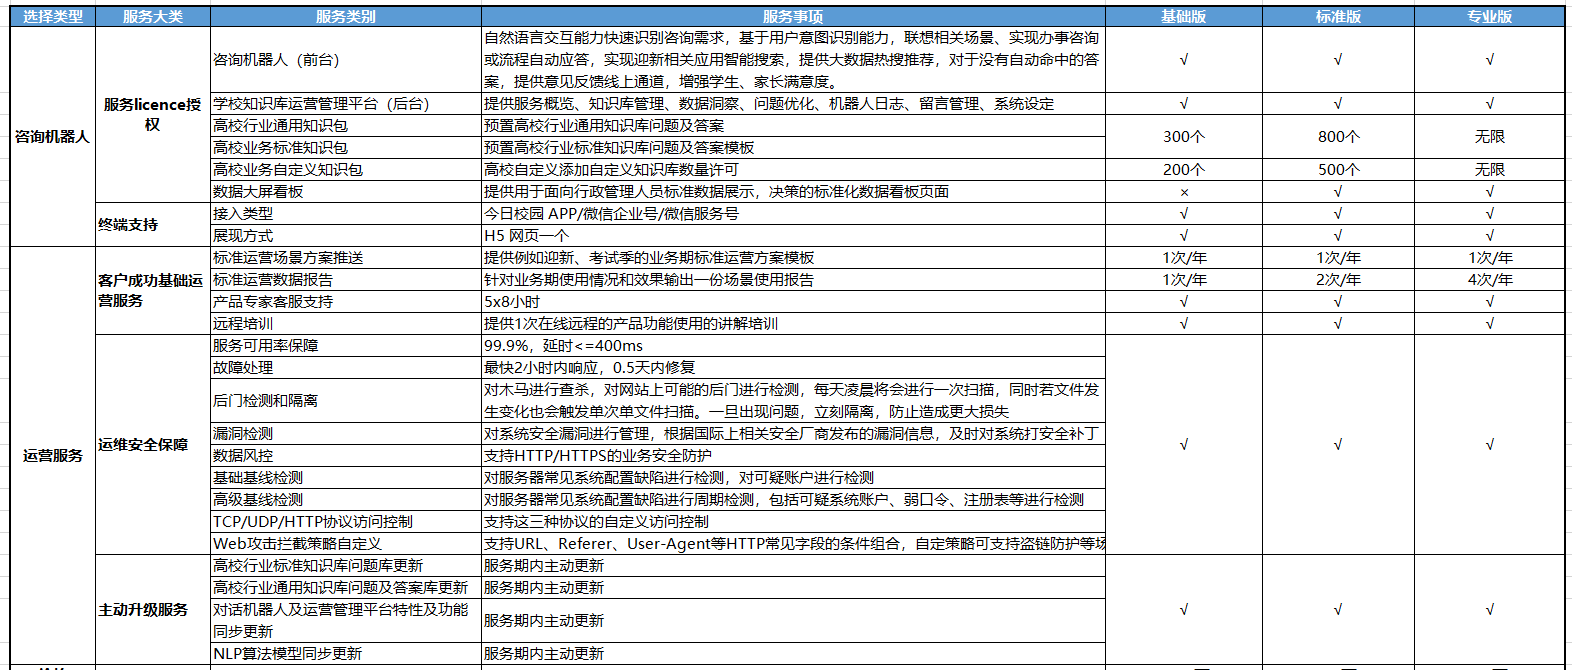 选择类型 服务大类 服务类别 服务事项 基础版 标准版 专业版
咨询机器人 服务licence授权 咨询机器人（前台） 自然语言交互能力快速识别咨询需求，基于用户意图识别能力，联想相关场景、实现办事咨询
或流程自动应答，实现迎新相关应用智能搜索，提供大数据热搜推荐，对于没有自动命中的答
案，提供意见反馈线上通道，增强学生、家长满意度。 √ √ √
学校知识库运营管理平台（后台） 提供服务概览、知识库管理、数据洞察、问题优化、机器人日志、留言管理、系统设定 √ √ √
高校行业通用知识包 预置高校行业通用知识库问题及答案 300个 800个 无限
高校业务标准知识包 预置高校行业标准知识库问题及答案模板
高校业务自定义知识包 高校自定义添加自定义知识库数量许可 200个 500个 无限
数据大屏看板 提供用于面向行政管理人员标准数据展示，决策的标准化数据看板页面 × √ √
终端支持 接入类型 今日校园 APP/微信企业号/微信服务号 √ √ √
展现方式 H5 网页一个 √ √ √
运营服务 客户成功基础运营服务 标准运营场景方案推送 提供例如迎新、考试季的业务期标准运营方案模板 1次/年 1次/年 1次/年
标准运营数据报告 针对业务期使用情况和效果输出一份场景使用报告 1次/年 2次/年 4次/年
产品专家客服支持 5x8小时 √ √ √
远程培训 提供1次在线远程的产品功能使用的讲解培训 √ √ √
运维安全保障 服务可用率保障 99.9%，延时<=400ms √ √ √
故障处理 最快2小时内响应，0.5天内修复
后门检测和隔离 对木马进行查杀，对网站上可能的后门进行检测，每天凌晨将会进行一次扫描，同时若文件发
生变化也会触发单次单文件扫描。一旦出现问题，立刻隔离，防止造成更大损失
漏洞检测 对系统安全漏洞进行管理，根据国际上相关安全厂商发布的漏洞信息，及时对系统打安全补丁
数据风控 支持HTTP/HTTPS的业务安全防护
基础基线检测 对服务器常见系统配置缺陷进行检测，对可疑账户进行检测
高级基线检测 对服务器常见系统配置缺陷进行周期检测，包括可疑系统账户、弱口令、注册表等进行检测
TCP/UDP/HTTP协议访问控制 支持这三种协议的自定义访问控制
Web攻击拦截策略自定义 支持URL、Referer、User-Agent等HTTP常见字段的条件组合，自定策略可支持盗链防护等场
主动升级服务 高校行业标准知识库问题库更新 服务期内主动更新 √ √ √
高校行业通用知识库问题及答案库更新 服务期内主动更新
对话机器人及运营管理平台特性及功能
同步更新 服务期内主动更新
NLP算法模型同步更新 服务期内主动更新